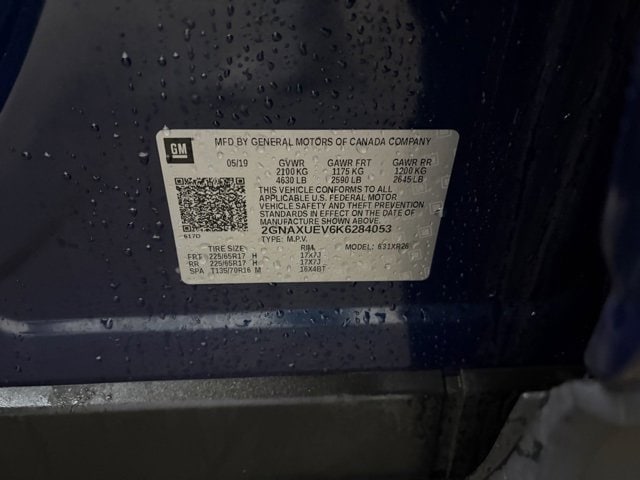 GM
MFD BY GENERAL MOTORS OF CANADA COMPANY
05/19 GVWR GAWR FRT GAWR RR
2100 KG 1175 KG 1200 KG
4630 LB 2590 LB 2645 LB
THIS VEHICLE CONFORMS TO ALL
APPLICABLE U.S. FEDERAL MOTOR
VEHICLE SAFETY AND THEFT PREVENTION
STANDARDS IN EFFECT ON THE DATE OF
MANUFACTURE SHOWN ABOVE.
617D
2GNAXUEV6K6284053
TYPE: M.P.V. MODEL: 631XR26
TIRE SIZE RIM
FRT 225/65R17 H 17X7J
RR 225/65R17 H 17X7J
SPA T135/70R16 M 16X4BT